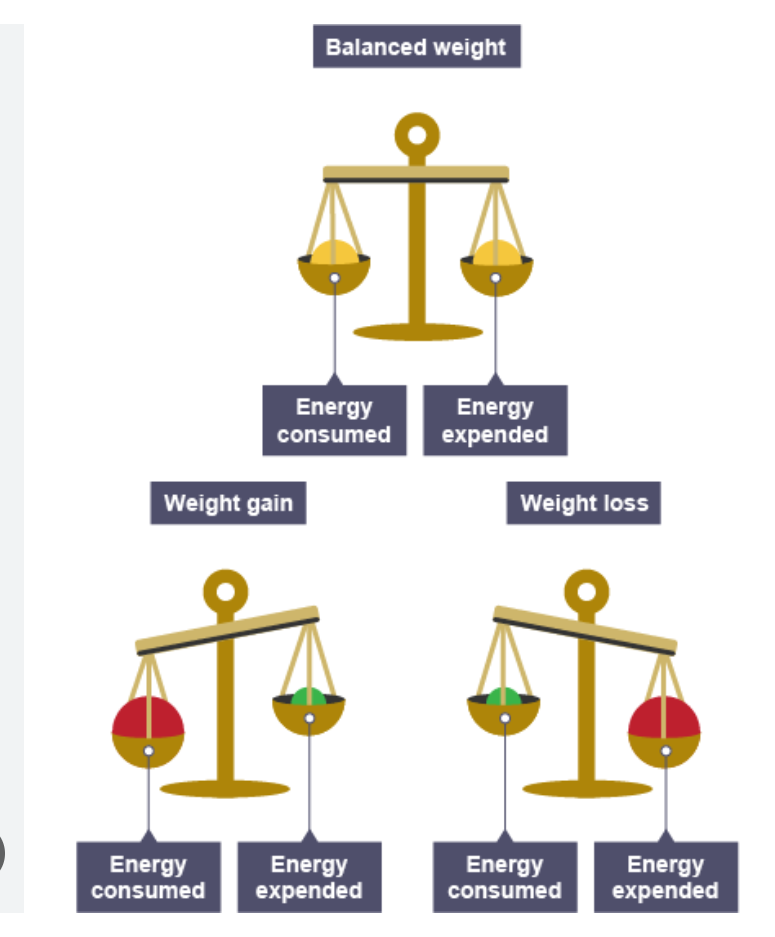 Balanced weight
Energy
consumed
Energy
expended
Weight gain
Energy
consumed
Energy
expended
Weight loss
Energy
consumed
Energy
expended